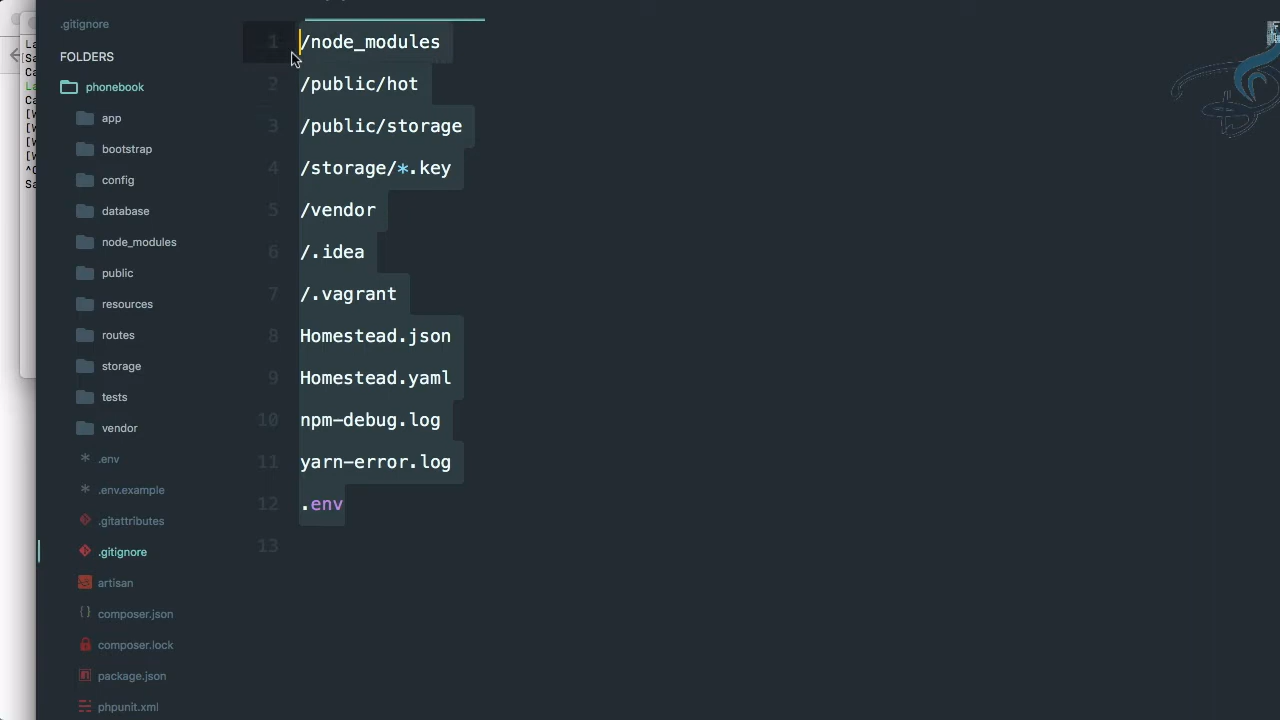 .gitignore
FOLDERS
phonebook
app
bootstrap
config
database
node_modules
public
resources
routes
storage
tests
vendor
* .env
* .env.example
.gitattributes
.gitignore
artisan
{} composer.json
composer.lock
package.json
phpunit.xml
1 /node_modules
2 /public/hot
3 /public/storage
4 /storage/*.key
5 /vendor
6 /.idea
7 /.vagrant
8 Homestead.json
9 Homestead.yaml
10 npm-debug.log
11 yarn-error.log
12 .env
13